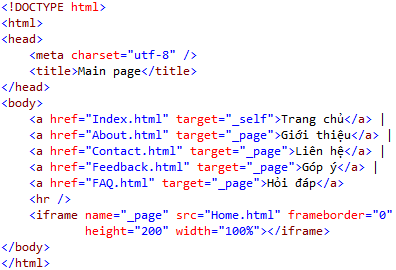 <!DOCTYPE html>
<html>
<head>
    <meta charset="utf-8" />
    <title>Main page</title>
</head>
<body>
    <a href="Index.html" target="_self">Trang chủ</a> |
    <a href="About.html" target="_page">Giới thiệu</a> |
    <a href="Contact.html" target="_page">Liên hệ</a> |
    <a href="Feedback.html" target="_page">Góp ý</a> |
    <a href="FAQ.html" target="_page">Hỏi đáp</a>
    <hr />
    <iframe name="_page" src="Home.html" frameborder="0"
            height="200" width="100%"></iframe>
</body>
</html>